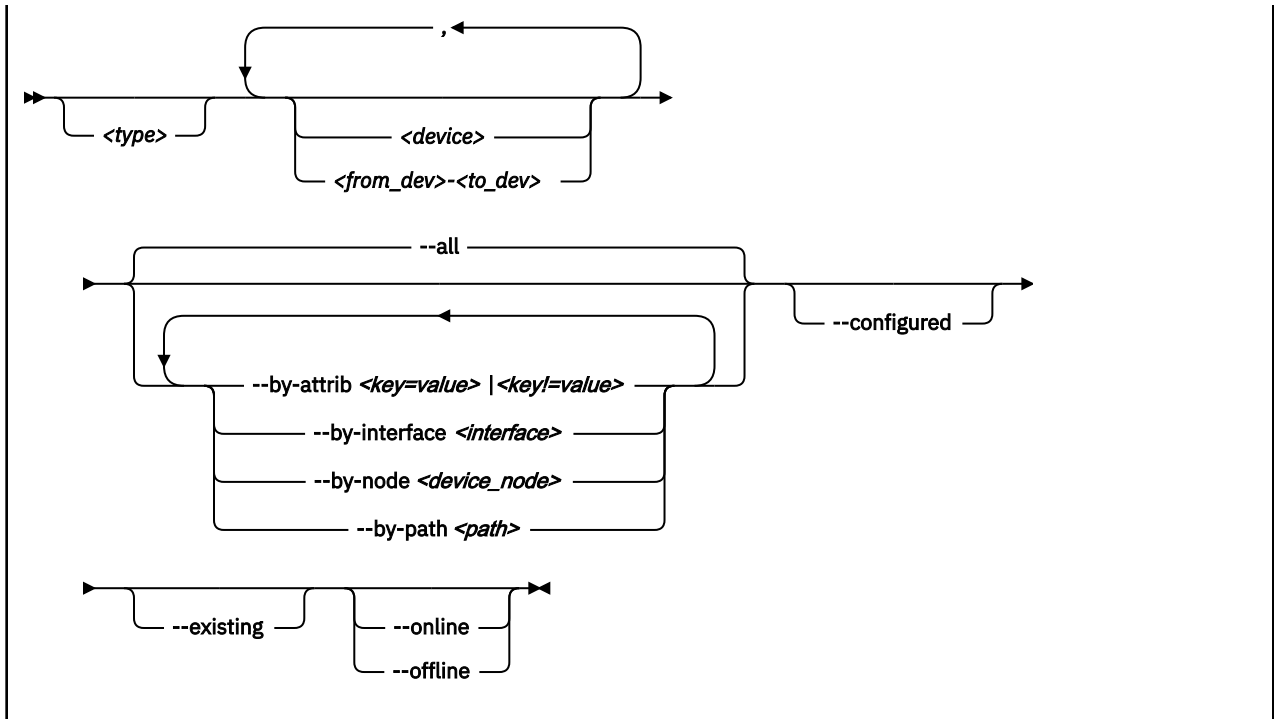 ,
<type>
<device>
<from_dev>-<to_dev>
--all
--configured
--by-attrib <key=value> |<key!=value>
--by-interface <interface>
--by-node <device_node>
--by-path <path>
--existing
--online
--offline